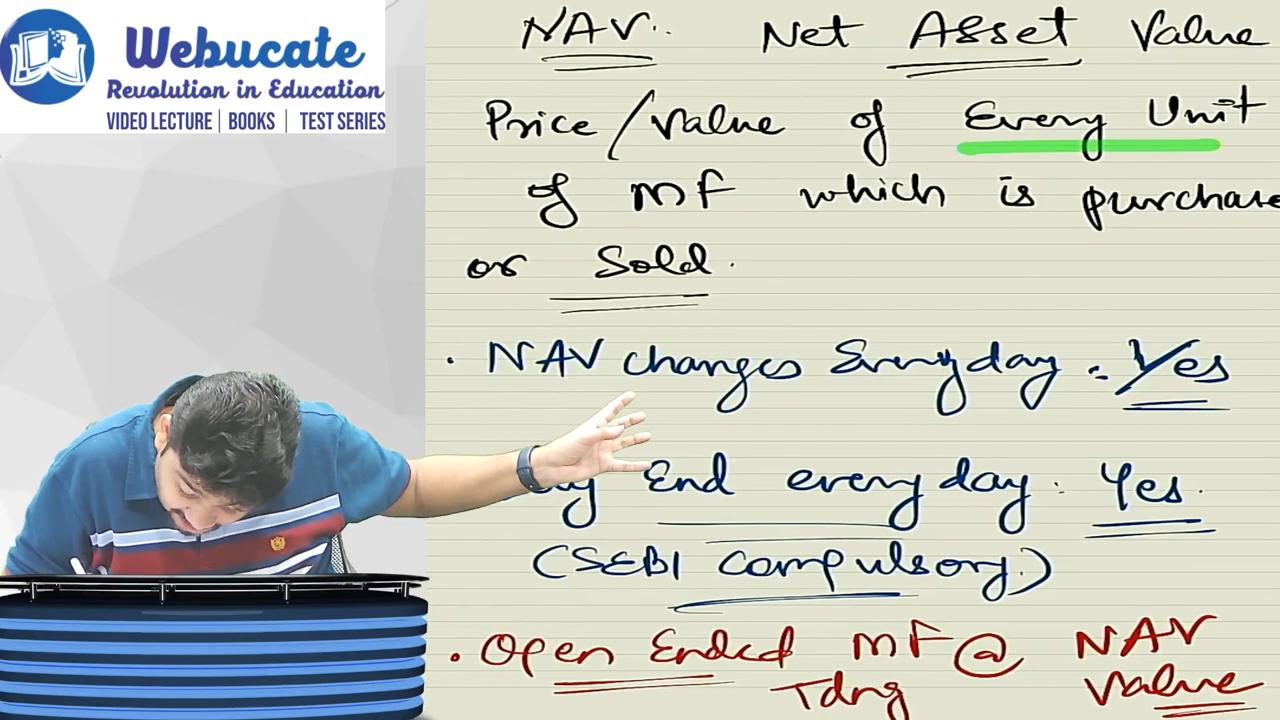 Webucate
Revolution in Education
VIDEO LECTURE | BOOKS | TEST SERIES
NAV.. Net Asset Value
Price/Value of Every Unit
of MF which is purchase
or Sold.
. NAV changes Everyday : Yes
End everyday : Yes.
(SEBI Compulsory.)
. Open Ended MF @ NAV
Tdng Value